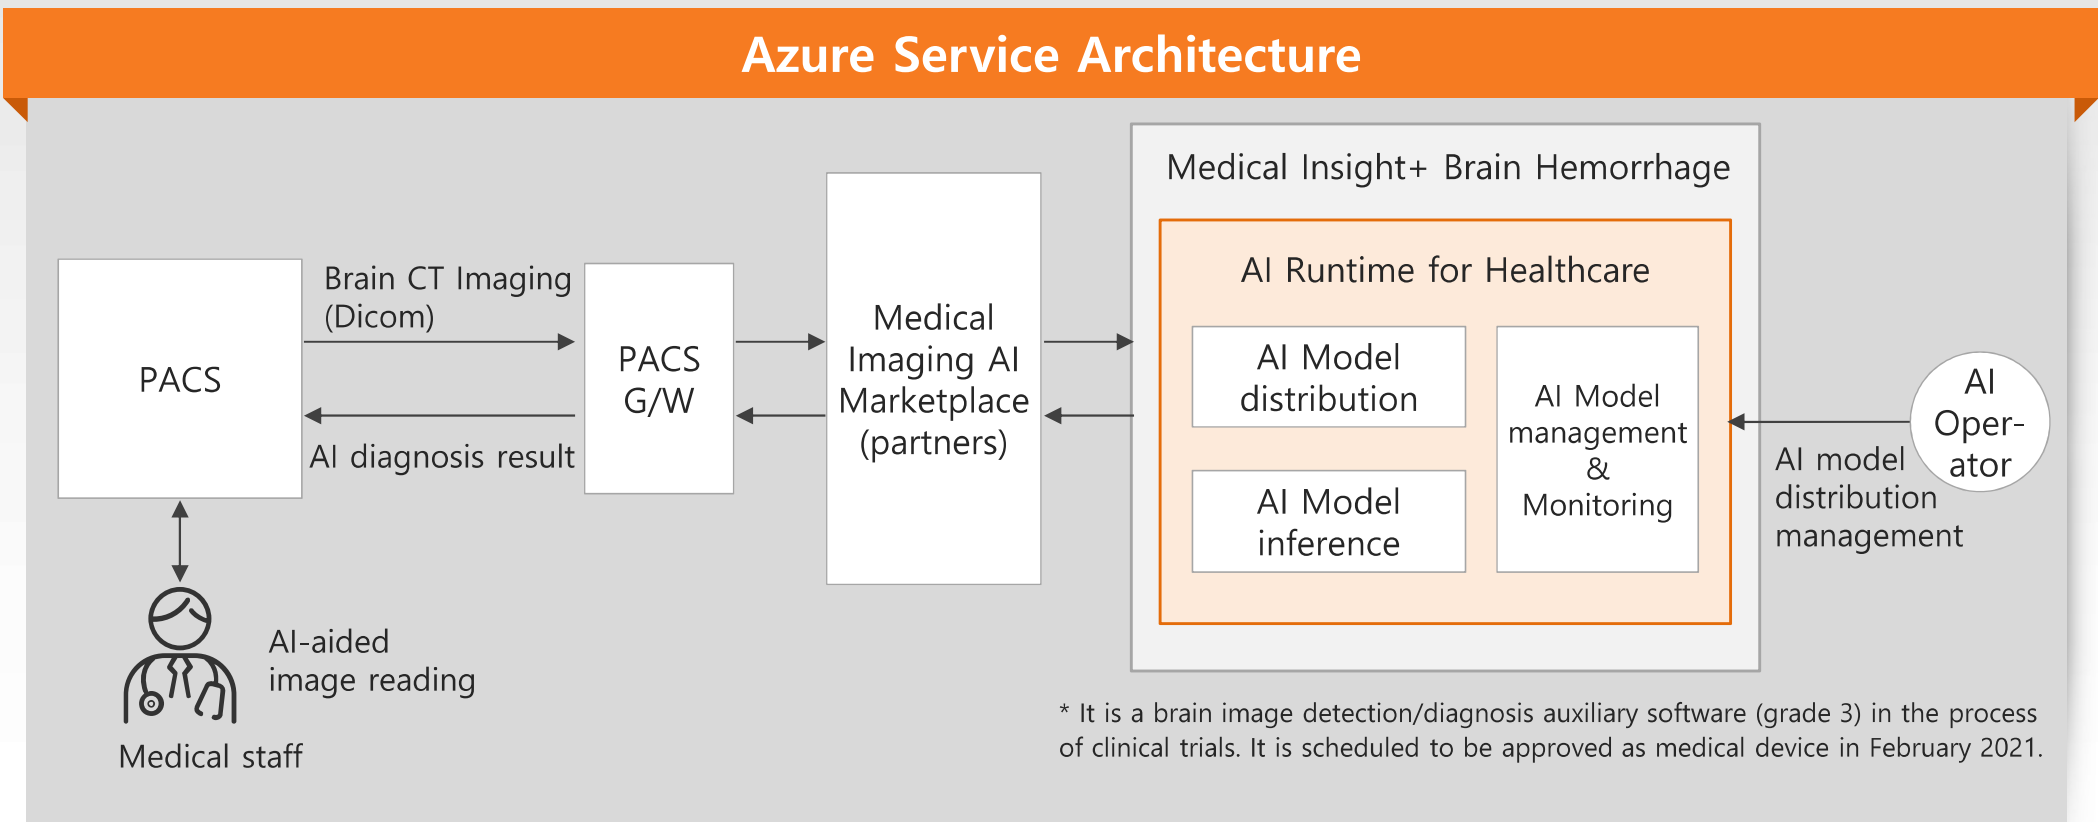 Azure Service Architecture
PACS
Brain CT Imaging
(Dicom)
AI diagnosis result
PACS
G/W
Medical
Imaging AI
Marketplace
(partners)
Medical Insight+ Brain Hemorrhage
AI Runtime for Healthcare
AI Model
distribution
AI Model
inference
AI Model
management
&
Monitoring
AI
Oper-
ator
AI model
distribution
management
AI-aided
image reading
Medical staff
* It is a brain image detection/diagnosis auxiliary software (grade 3) in the process
of clinical trials. It is scheduled to be approved as medical device in February 2021.